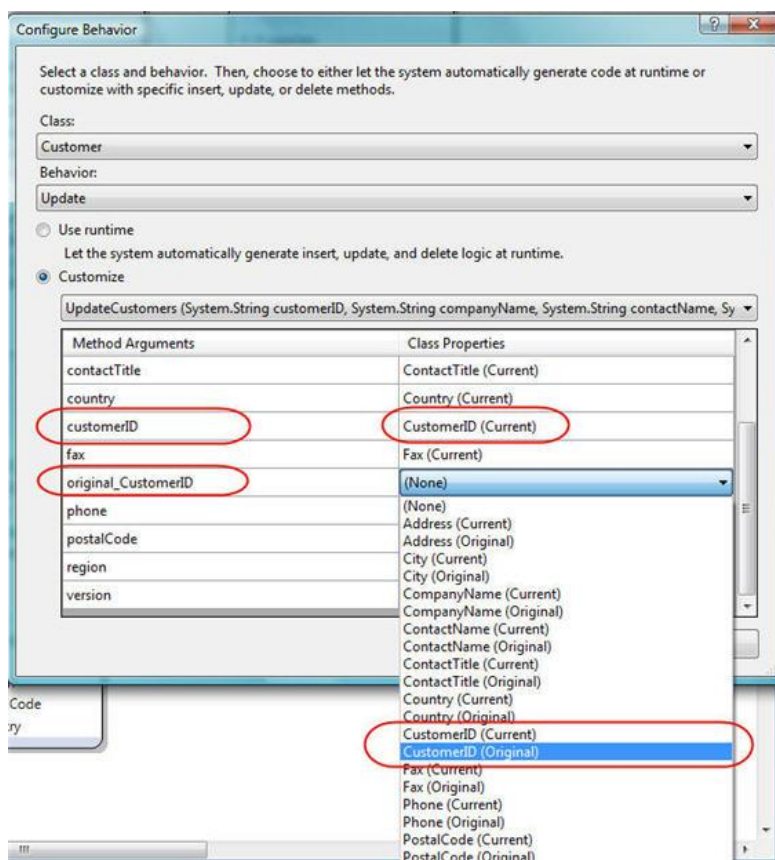 Configure Behavior
Select a class and behavior. Then, choose to either let the system automatically generate code at runtime or
customize with specific insert, update, or delete methods.
Class:
Customer
Behavior:
Update
Use runtime
Let the system automatically generate insert, update, and delete logic at runtime.
Customize
UpdateCustomers (System.String customerID, System.String companyName, System.String contactName, Sy
Method Arguments Class Properties
contactTitle ContactTitle (Current)
country Country (Current)
customerID CustomerID (Current)
fax Fax (Current)
original_CustomerID (None)
phone
postalCode
region
version
(None)
Address (Current)
Address (Original)
City (Current)
City (Original)
CompanyName (Current)
CompanyName (Original)
ContactName (Current)
ContactName (Original)
ContactTitle (Current)
ContactTitle (Original)
Country (Current)
Country (Original)
CustomerID (Current)
CustomerID (Original)
Fax (Current)
Fax (Original)
Phone (Current)
Phone (Original)
PostalCode (Current)
PostalCode (Original)
Code
ry